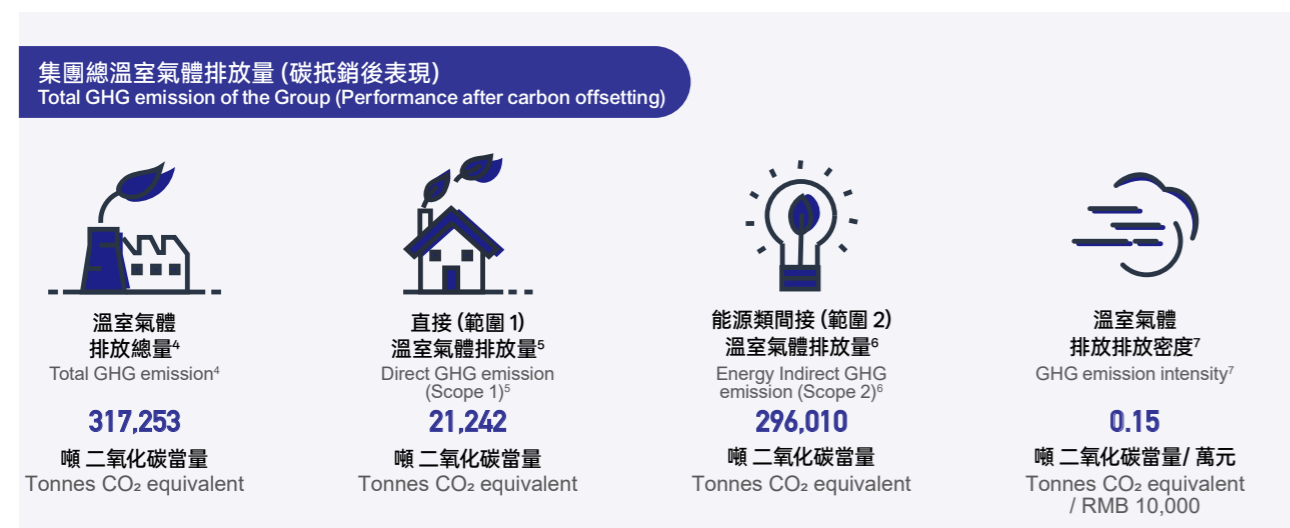 集團總溫室氣體排放量 (碳抵銷後表現)
Total GHG emission of the Group (Performance after carbon offsetting)
溫室氣體
排放總量⁴
Total GHG emission⁴
317,253
噸 二氧化碳當量
Tonnes CO₂ equivalent
直接 (範圍 1)
溫室氣體排放量⁵
Direct GHG emission
(Scope 1)⁵
21,242
噸 二氧化碳當量
Tonnes CO₂ equivalent
能源類間接 (範圍 2)
溫室氣體排放量⁶
Energy Indirect GHG
emission (Scope 2)⁶
296,010
噸 二氧化碳當量
Tonnes CO₂ equivalent
溫室氣體
排放排放密度⁷
GHG emission intensity⁷
0.15
噸 二氧化碳當量/ 萬元
Tonnes CO₂ equivalent
/ RMB 10,000